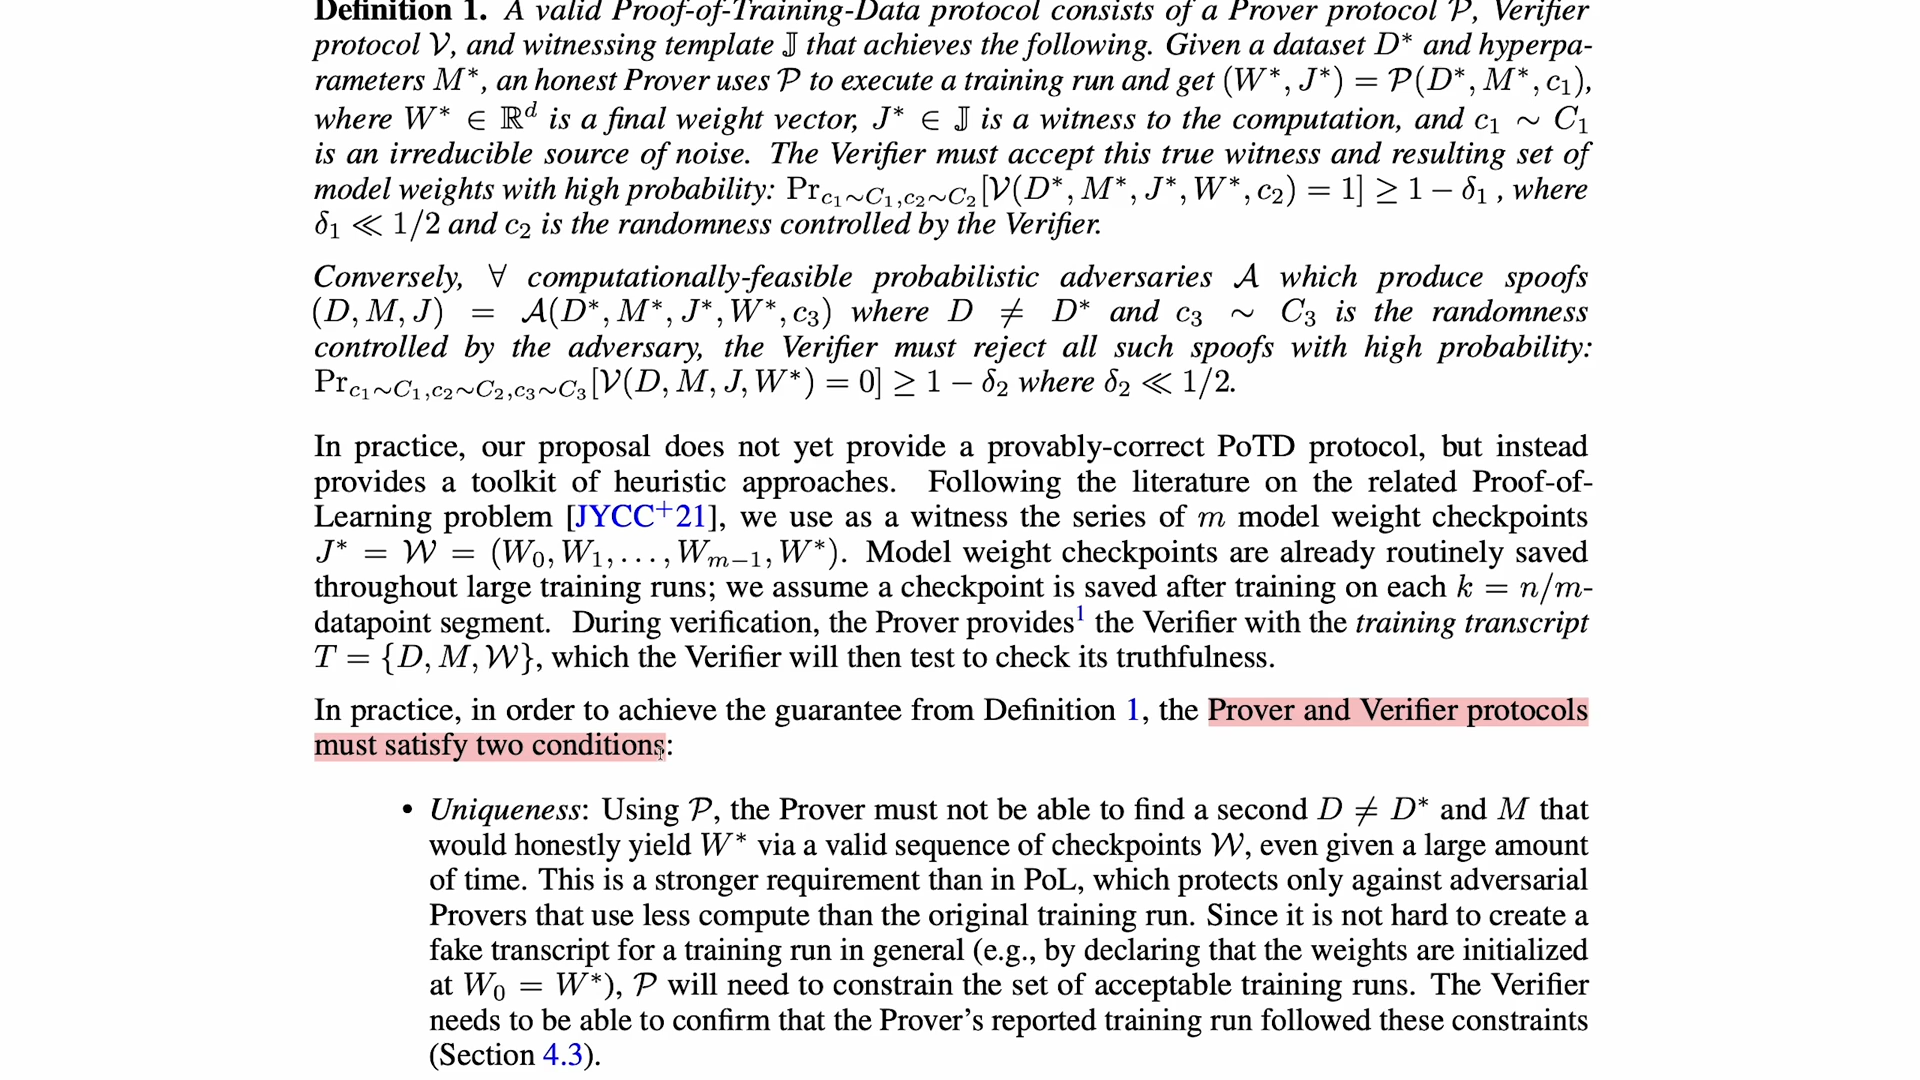 Definition 1. A valid Proof-of-Training-Data protocol consists of a Prover protocol 𝒫, Verifier
protocol 𝒱, and witnessing template 𝕁 that achieves the following. Given a dataset D* and hyperpa-
rameters M*, an honest Prover uses 𝒫 to execute a training run and get (W*, J*) = 𝒫(D*, M*, c₁),
where W* ∈ ℝᵈ is a final weight vector, J* ∈ 𝕁 is a witness to the computation, and c₁ ∼ C₁
is an irreducible source of noise. The Verifier must accept this true witness and resulting set of
model weights with high probability: Pr_{c₁∼C₁,c₂∼C₂}[𝒱(D*, M*, J*, W*, c₂) = 1] ≥ 1 − δ₁ , where
δ₁ ≪ 1/2 and c₂ is the randomness controlled by the Verifier.
Conversely, ∀ computationally-feasible probabilistic adversaries 𝒜 which produce spoofs
(D, M, J) = 𝒜(D*, M*, J*, W*, c₃) where D ≠ D* and c₃ ∼ C₃ is the randomness
controlled by the adversary, the Verifier must reject all such spoofs with high probability:
Pr_{c₁∼C₁,c₂∼C₂,c₃∼C₃}[𝒱(D, M, J, W*) = 0] ≥ 1 − δ₂ where δ₂ ≪ 1/2.
In practice, our proposal does not yet provide a provably-correct PoTD protocol, but instead
provides a toolkit of heuristic approaches. Following the literature on the related Proof-of-
Learning problem [JYCC⁺21], we use as a witness the series of m model weight checkpoints
J* = 𝒲 = (W₀, W₁, . . . , Wₘ₋₁, W*). Model weight checkpoints are already routinely saved
throughout large training runs; we assume a checkpoint is saved after training on each k = n/m-
datapoint segment. During verification, the Prover provides¹ the Verifier with the training transcript
T = {D, M, 𝒲}, which the Verifier will then test to check its truthfulness.
In practice, in order to achieve the guarantee from Definition 1, the Prover and Verifier protocols
must satisfy two conditions:
• Uniqueness: Using 𝒫, the Prover must not be able to find a second D ≠ D* and M that
would honestly yield W* via a valid sequence of checkpoints 𝒲, even given a large amount
of time. This is a stronger requirement than in PoL, which protects only against adversarial
Provers that use less compute than the original training run. Since it is not hard to create a
fake transcript for a training run in general (e.g., by declaring that the weights are initialized
at W₀ = W*), 𝒫 will need to constrain the set of acceptable training runs. The Verifier
needs to be able to confirm that the Prover's reported training run followed these constraints
(Section 4.3).